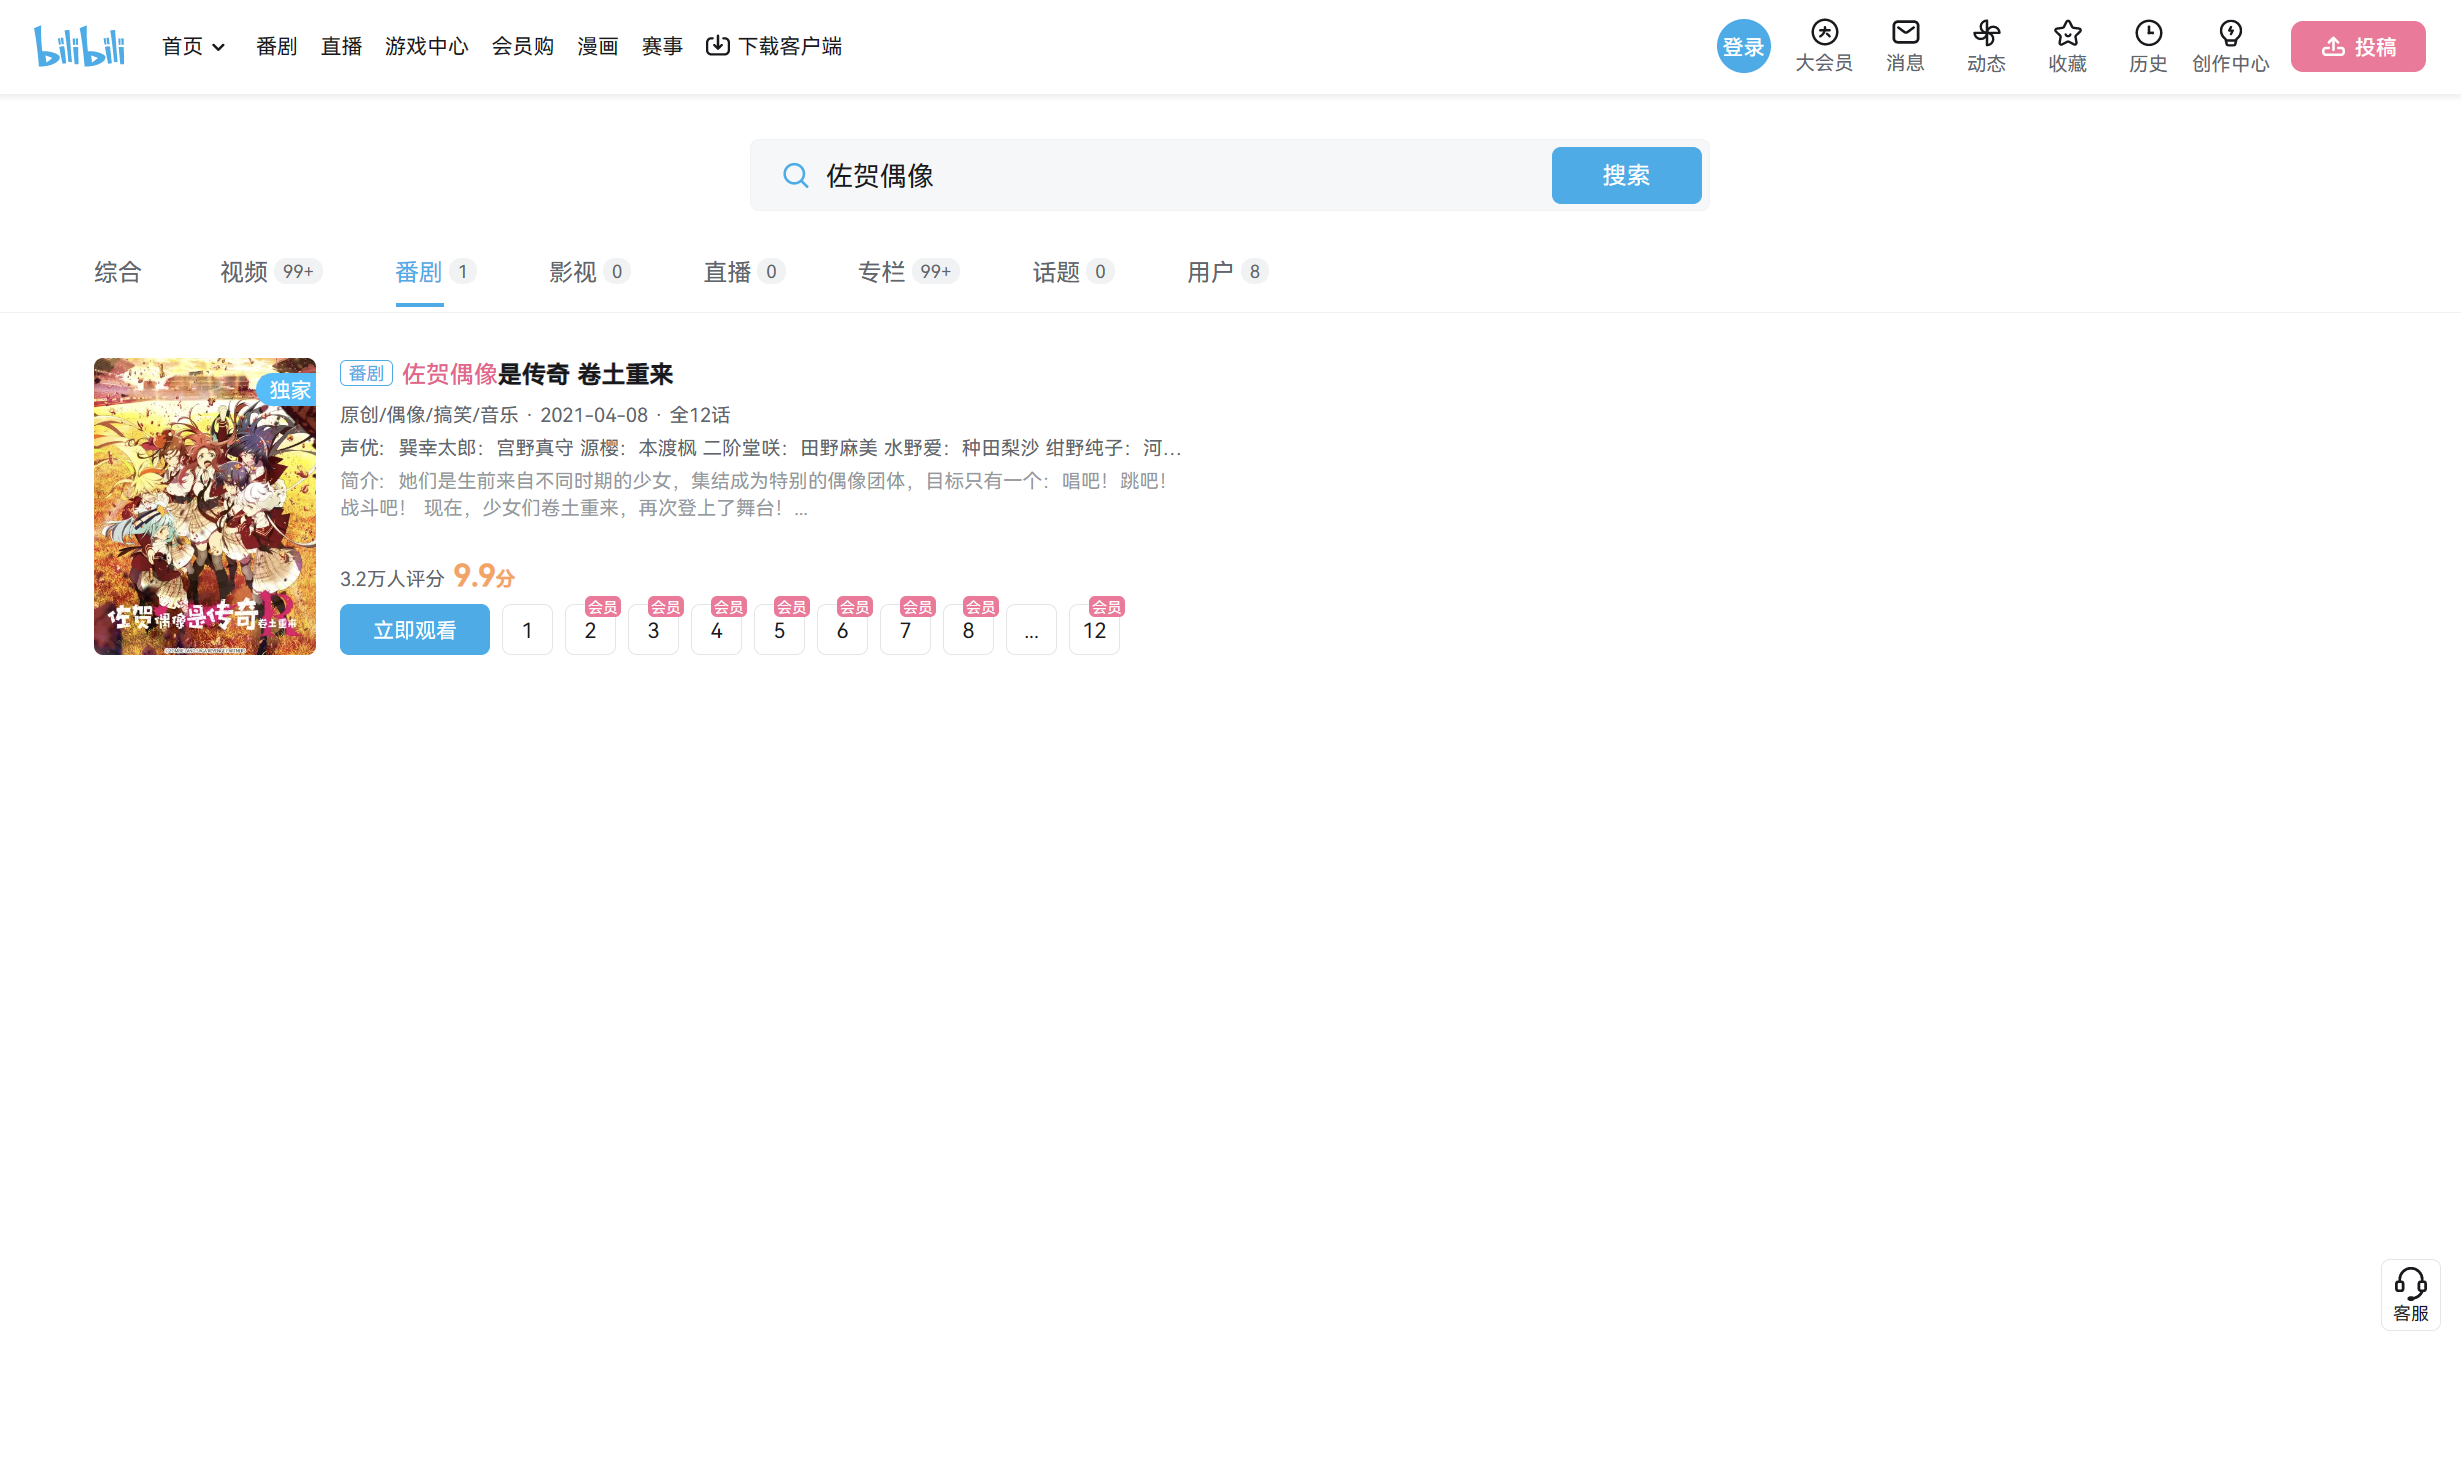 bilibili 首页 番剧 直播 游戏中心 会员购 漫画 赛事 下载客户端 登录 大会员 消息 动态 收藏 历史 创作中心 投稿
佐贺偶像 搜索
综合 视频 99+ 番剧 1 影视 0 直播 0 专栏 99+ 话题 0 用户 8
独家
佐贺偶像是传奇R卷土重来
番剧 佐贺偶像是传奇 卷土重来
原创/偶像/搞笑/音乐 · 2021-04-08 · 全12话
声优：巽幸太郎：宫野真守 源樱：本渡枫 二阶堂咲：田野麻美 水野爱：种田梨沙 绀野纯子：河...
简介：她们是生前来自不同时期的少女，集结成为特别的偶像团体，目标只有一个：唱吧！跳吧！
战斗吧！ 现在，少女们卷土重来，再次登上了舞台！...
3.2万人评分 9.9分
立即观看 1 2 会员 3 会员 4 会员 5 会员 6 会员 7 会员 8 会员 ... 12 会员
客服